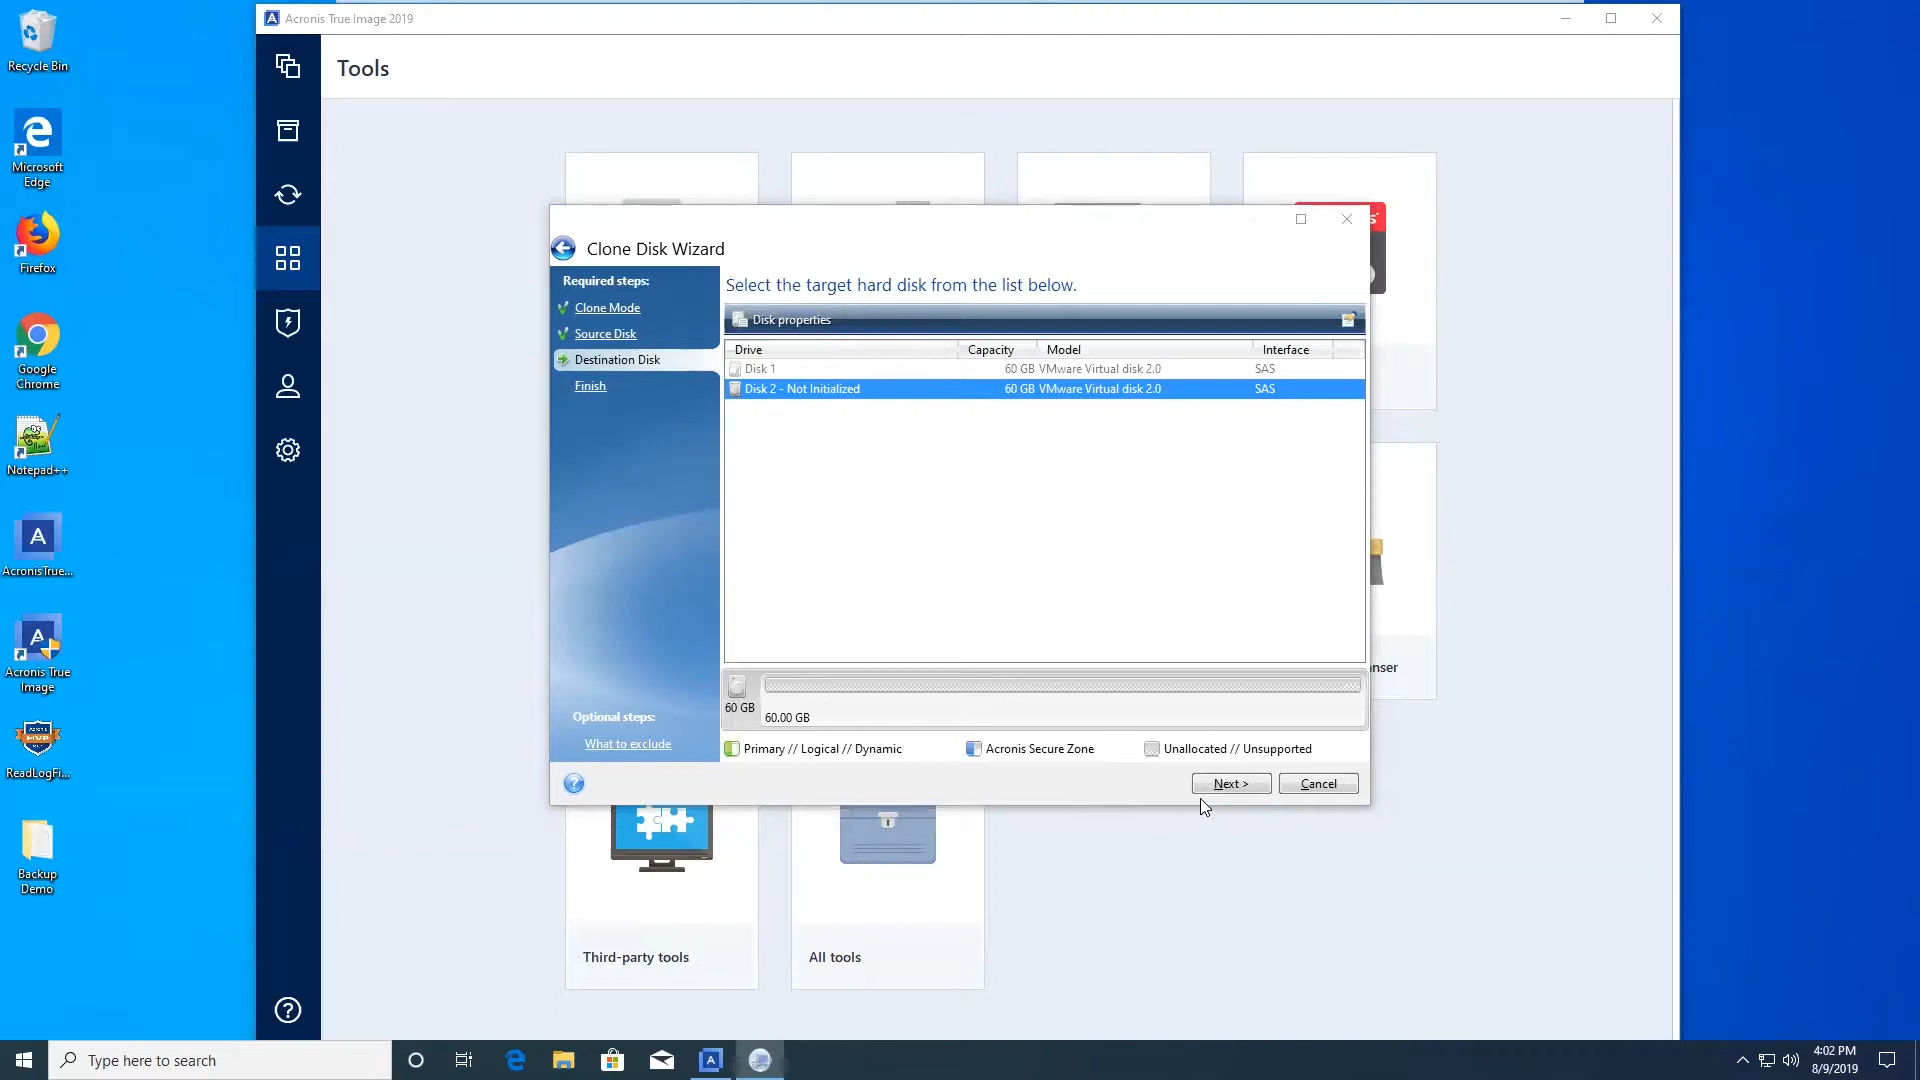 Acronis True Image 2019
Tools
Recycle Bin
Microsoft
Edge
Firefox
Google
Chrome
Notepad++
AcronisTrue...
Acronis True
Image
ReadLogFi...
Backup
Demo
Clone Disk Wizard
Required steps:
Clone Mode
Source Disk
Destination Disk
Finish
Optional steps:
What to exclude
Select the target hard disk from the list below.
Disk properties
Drive Capacity Model Interface
Disk 1 60 GB VMware Virtual disk 2.0 SAS
Disk 2 - Not Initialized 60 GB VMware Virtual disk 2.0 SAS
60 GB
60.00 GB
Primary // Logical // Dynamic Acronis Secure Zone Unallocated // Unsupported
Next > Cancel
Third-party tools
All tools
Type here to search
4:02 PM
8/9/2019